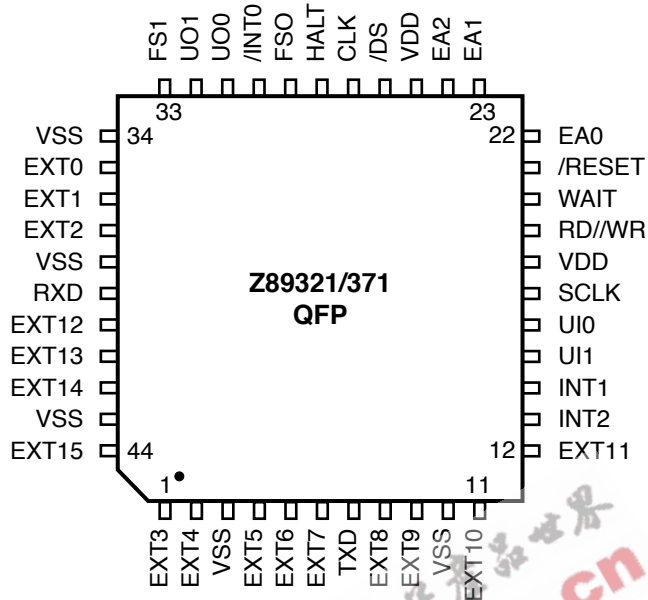 FS1 UO1 UO0 /INT0 FSO HALT CLK /DS VDD EA2 EA1
33 23
VSS 34 22 EA0
EXT0 /RESET
EXT1 WAIT
EXT2 RD//WR
VSS VDD
Z89321/371
RXD SCLK
QFP
EXT12 UI0
EXT13 UI1
EXT14 INT1
VSS INT2
EXT15 44 12 EXT11
1 11
EXT3 EXT4 VSS EXT5 EXT6 EXT7 TXD EXT8 EXT9 VSS EXT10
世界
cn